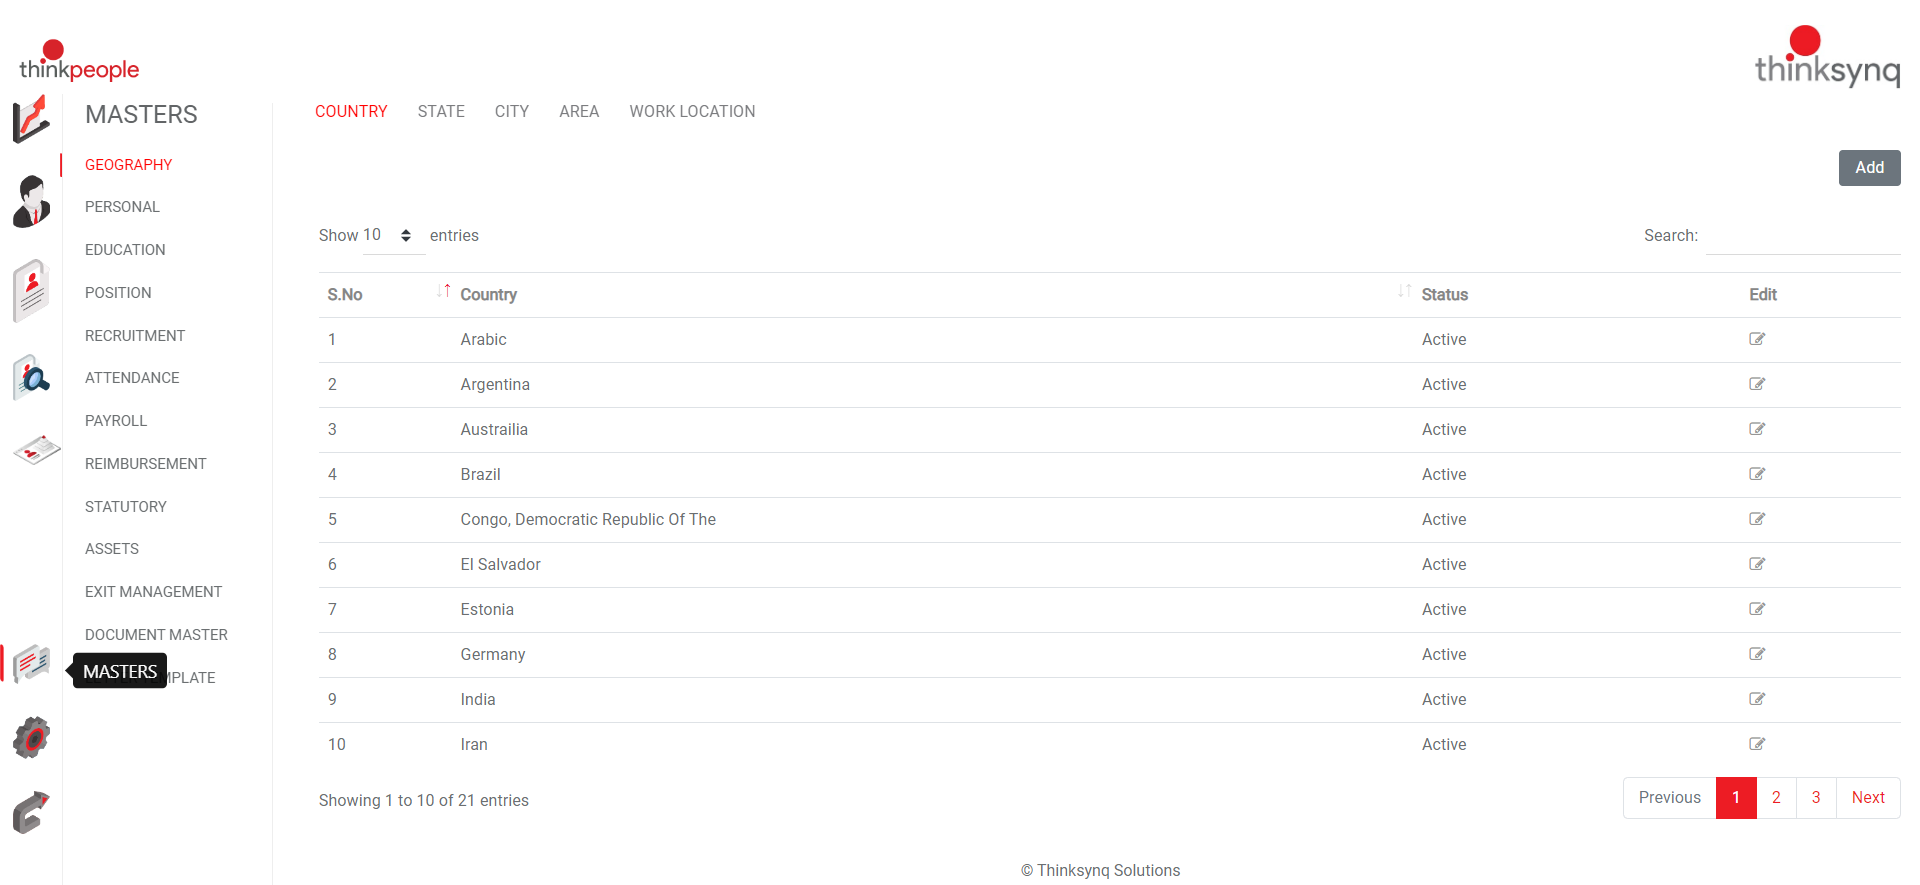 thinkpeople
thinksynq
MASTERS
GEOGRAPHY
PERSONAL
EDUCATION
POSITION
RECRUITMENT
ATTENDANCE
PAYROLL
REIMBURSEMENT
STATUTORY
ASSETS
EXIT MANAGEMENT
DOCUMENT MASTER
MPLATE
MASTERS
COUNTRY STATE CITY AREA WORK LOCATION
Add
Show 10 entries Search:
S.No Country Status Edit
1 Arabic Active
2 Argentina Active
3 Austrailia Active
4 Brazil Active
5 Congo, Democratic Republic Of The Active
6 El Salvador Active
7 Estonia Active
8 Germany Active
9 India Active
10 Iran Active
Showing 1 to 10 of 21 entries Previous 1 2 3 Next
© Thinksynq Solutions